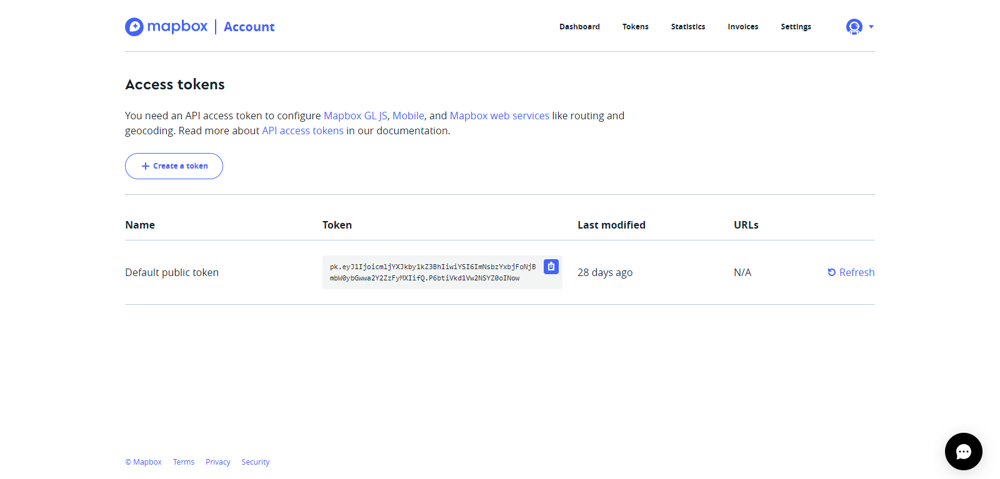 mapbox | Account
Dashboard Tokens Statistics Invoices Settings
Access tokens
You need an API access token to configure Mapbox GL JS, Mobile, and Mapbox web services like routing and
geocoding. Read more about API access tokens in our documentation.
+ Create a token
Name Token Last modified URLs
Default public token
pk.eyJ1IjoicmljYXJkby1kZ3BhIiwiYSI6ImNsbzYxbjFoNjB
mbW0ybGwwa2Y2ZzFyMXIifQ.P6btiVkd1Vw2NSYZ0oINow
28 days ago N/A Refresh
© Mapbox Terms Privacy Security